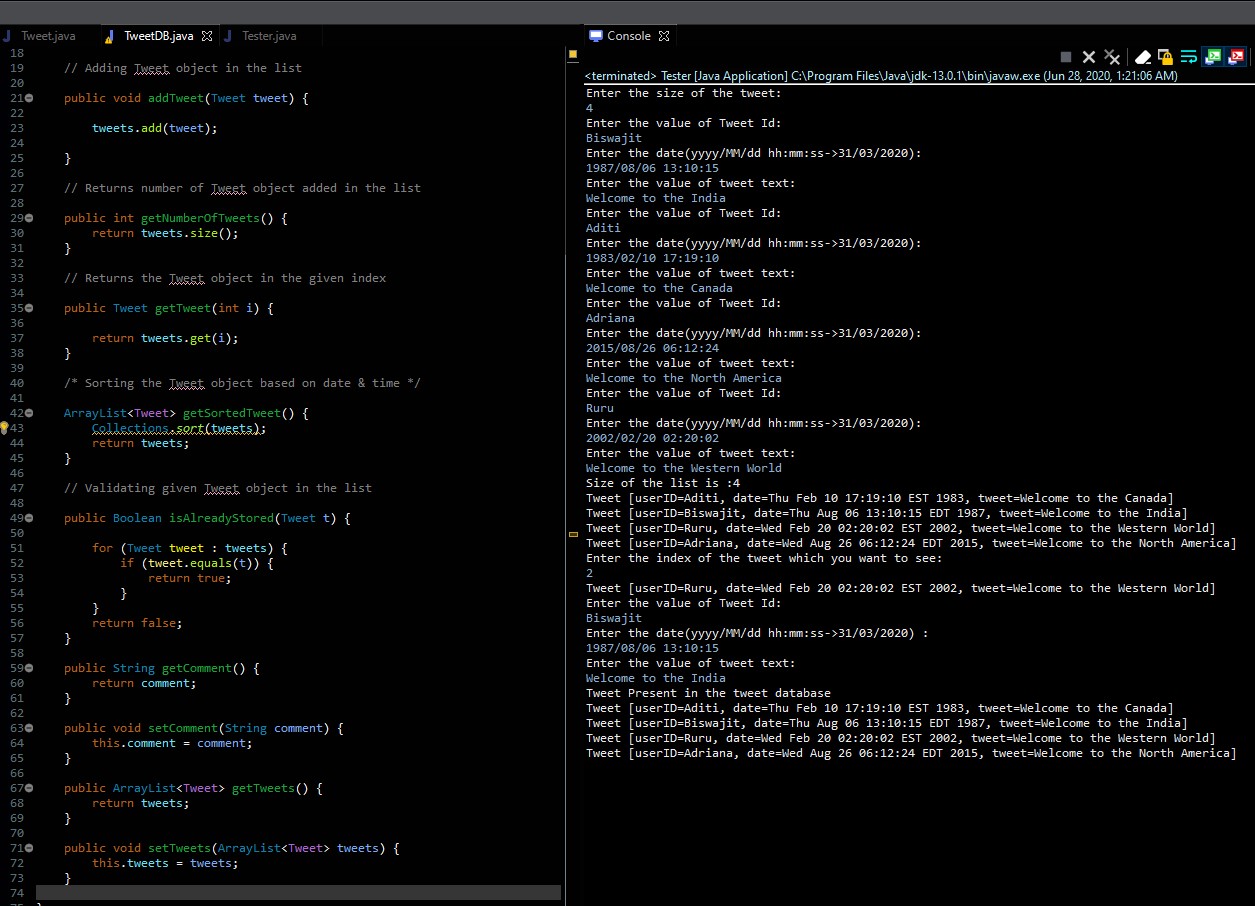 Tweet.java TweetDB.java Tester.java
18
19 // Adding Tweet object in the list
20
21 public void addTweet(Tweet tweet) {
22
23 tweets.add(tweet);
24
25 }
26
27 // Returns number of Tweet object added in the list
28
29 public int getNumberOfTweets() {
30 return tweets.size();
31 }
32
33 // Returns the Tweet object in the given index
34
35 public Tweet getTweet(int i) {
36
37 return tweets.get(i);
38 }
39
40 /* Sorting the Tweet object based on date & time */
41
42 ArrayList<Tweet> getSortedTweet() {
43 Collections.sort(tweets);
44 return tweets;
45 }
46
47 // Validating given Tweet object in the list
48
49 public Boolean isAlreadyStored(Tweet t) {
50
51 for (Tweet tweet : tweets) {
52 if (tweet.equals(t)) {
53 return true;
54 }
55 }
56 return false;
57 }
58
59 public String getComment() {
60 return comment;
61 }
62
63 public void setComment(String comment) {
64 this.comment = comment;
65 }
66
67 public ArrayList<Tweet> getTweets() {
68 return tweets;
69 }
70
71 public void setTweets(ArrayList<Tweet> tweets) {
72 this.tweets = tweets;
73 }
74
Console
<terminated> Tester [Java Application] C:\Program Files\Java\jdk-13.0.1\bin\javaw.exe (Jun 28, 2020, 1:21:06 AM)
Enter the size of the tweet:
4
Enter the value of Tweet Id:
Biswajit
Enter the date(yyyy/MM/dd hh:mm:ss->31/03/2020):
1987/08/06 13:10:15
Enter the value of tweet text:
Welcome to the India
Enter the value of Tweet Id:
Aditi
Enter the date(yyyy/MM/dd hh:mm:ss->31/03/2020):
1983/02/10 17:19:10
Enter the value of tweet text:
Welcome to the Canada
Enter the value of Tweet Id:
Adriana
Enter the date(yyyy/MM/dd hh:mm:ss->31/03/2020):
2015/08/26 06:12:24
Enter the value of tweet text:
Welcome to the North America
Enter the value of Tweet Id:
Ruru
Enter the date(yyyy/MM/dd hh:mm:ss->31/03/2020):
2002/02/20 02:20:02
Enter the value of tweet text:
Welcome to the Western World
Size of the list is :4
Tweet [userID=Aditi, date=Thu Feb 10 17:19:10 EST 1983, tweet=Welcome to the Canada]
Tweet [userID=Biswajit, date=Thu Aug 06 13:10:15 EDT 1987, tweet=Welcome to the India]
Tweet [userID=Ruru, date=Wed Feb 20 02:20:02 EST 2002, tweet=Welcome to the Western World]
Tweet [userID=Adriana, date=Wed Aug 26 06:12:24 EDT 2015, tweet=Welcome to the North America]
Enter the index of the tweet which you want to see:
2
Tweet [userID=Ruru, date=Wed Feb 20 02:20:02 EST 2002, tweet=Welcome to the Western World]
Enter the value of Tweet Id:
Biswajit
Enter the date(yyyy/MM/dd hh:mm:ss->31/03/2020) :
1987/08/06 13:10:15
Enter the value of tweet text:
Welcome to the India
Tweet Present in the tweet database
Tweet [userID=Aditi, date=Thu Feb 10 17:19:10 EST 1983, tweet=Welcome to the Canada]
Tweet [userID=Biswajit, date=Thu Aug 06 13:10:15 EDT 1987, tweet=Welcome to the India]
Tweet [userID=Ruru, date=Wed Feb 20 02:20:02 EST 2002, tweet=Welcome to the Western World]
Tweet [userID=Adriana, date=Wed Aug 26 06:12:24 EDT 2015, tweet=Welcome to the North America]